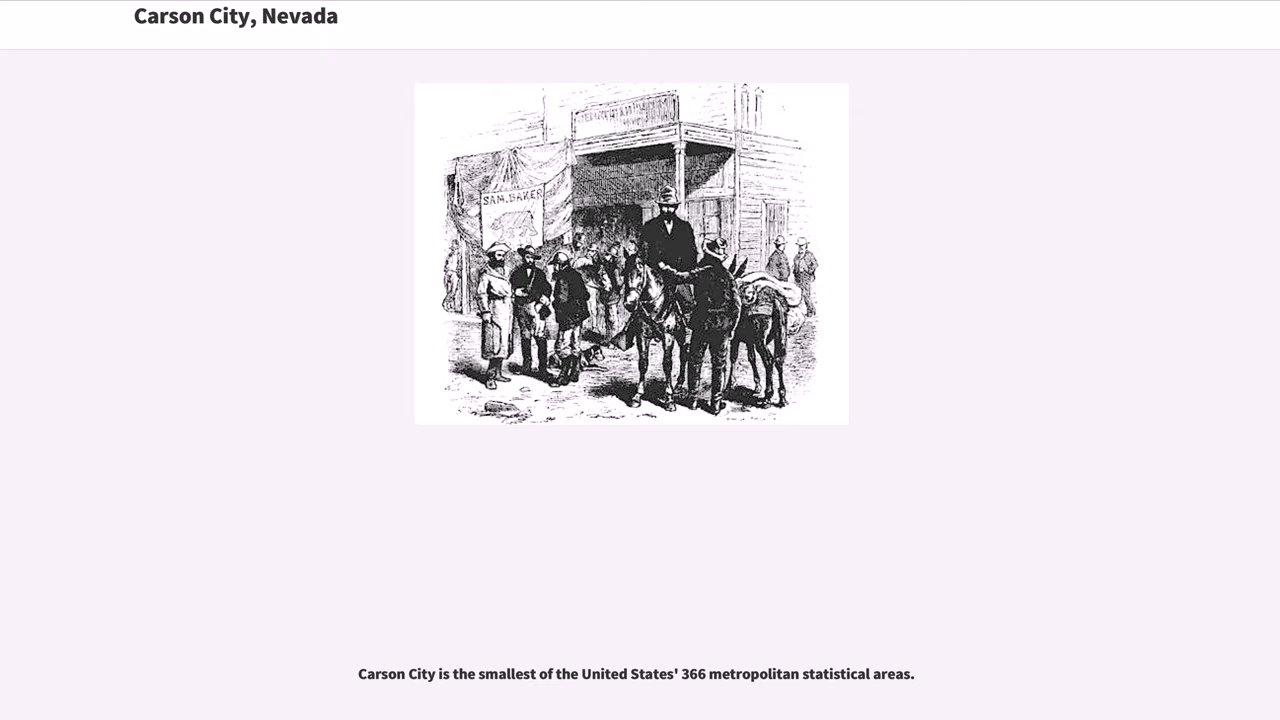 Carson City, Nevada
SAM. BAKER
Carson City is the smallest of the United States' 366 metropolitan statistical areas.